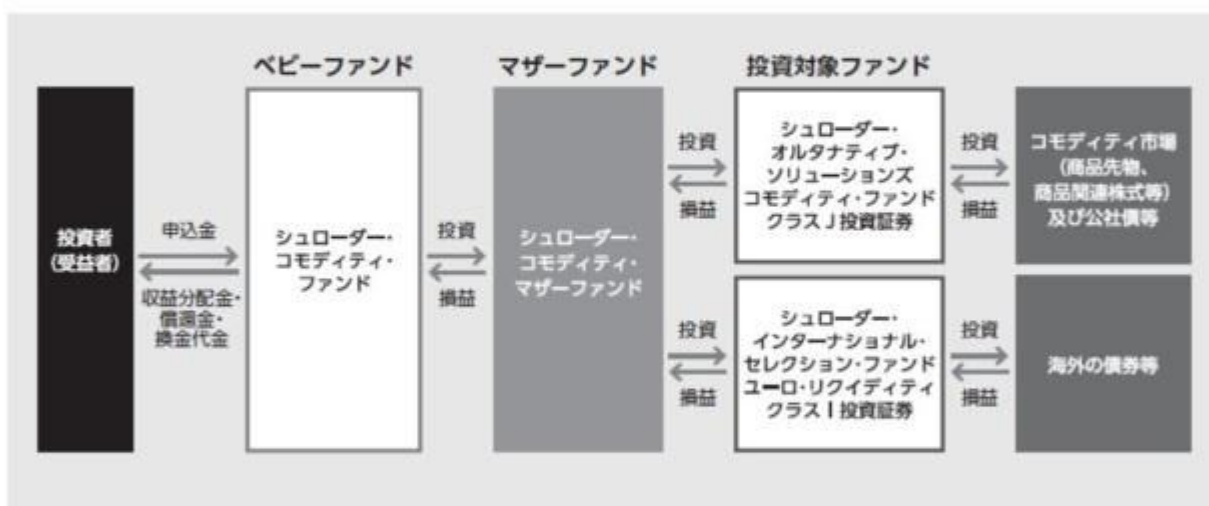 ベビーファンド
マザーファンド
投資対象ファンド
投資者
(受益者)
申込金
収益分配金・
償還金・
換金代金
シュローダー・
コモディティ・
ファンド
投資
損益
シュローダー・
コモディティ・
マザーファンド
投資
損益
シュローダー・
オルタナティブ・
ソリューションズ
コモディティ・ファンド
クラスJ投資証券
投資
損益
コモディティ市場
(商品先物、
商品関連株式等)
及び公社債等
投資
損益
シュローダー・
インターナショナル・
セレクション・ファンド
ユーロ・リクイディティ
クラスI投資証券
投資
損益
海外の債券等